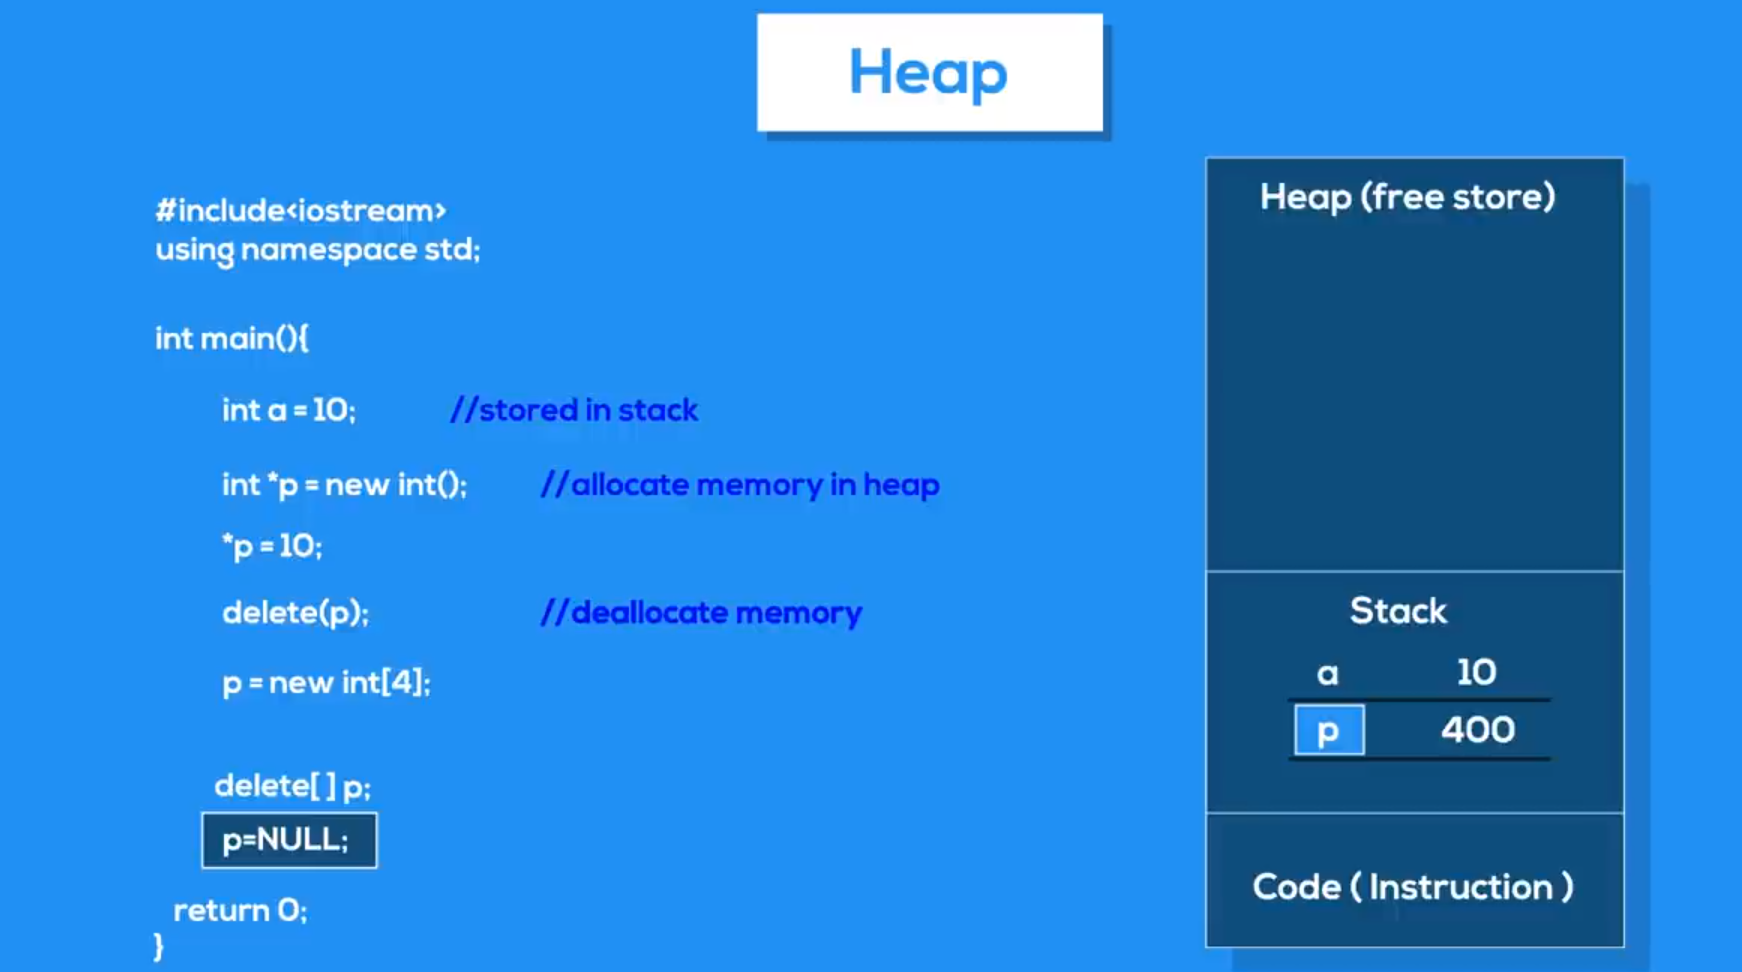 Heap
#include<iostream>
using namespace std;
int main(){
int a = 10; //stored in stack
int *p = new int(); //allocate memory in heap
*p = 10;
delete(p); //deallocate memory
p = new int[4];
delete[ ] p;
p=NULL;
return 0;
}
Heap (free store)
Stack
a 10
p 400
Code ( Instruction )